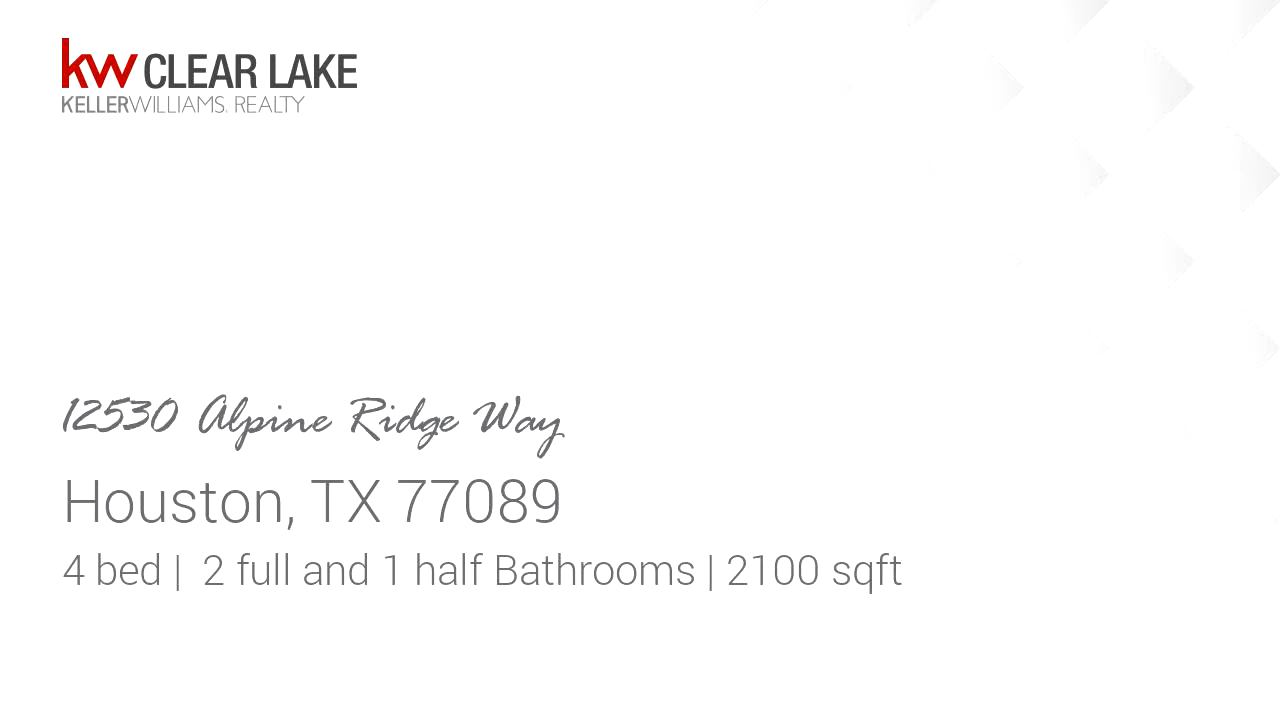 kw CLEAR LAKE
KELLERWILLIAMS. REALTY
12530 Alpine Ridge Way
Houston, TX 77089
4 bed | 2 full and 1 half Bathrooms | 2100 sqft